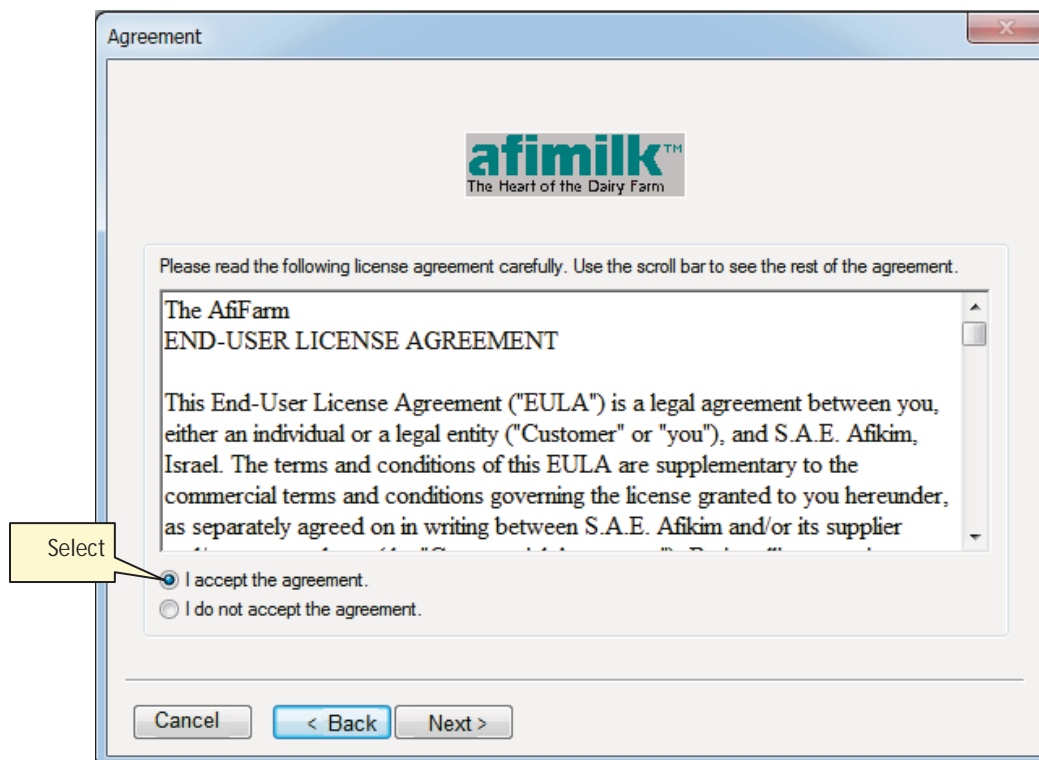 Agreement
afimilk™
The Heart of the Dairy Farm
Please read the following license agreement carefully. Use the scroll bar to see the rest of the agreement.
The AfiFarm
END-USER LICENSE AGREEMENT
This End-User License Agreement ("EULA") is a legal agreement between you,
either an individual or a legal entity ("Customer" or "you"), and S.A.E. Afikim,
Israel. The terms and conditions of this EULA are supplementary to the
commercial terms and conditions governing the license granted to you hereunder,
as separately agreed on in writing between S.A.E. Afikim and/or its supplier
Select
I accept the agreement.
I do not accept the agreement.
Cancel < Back Next >